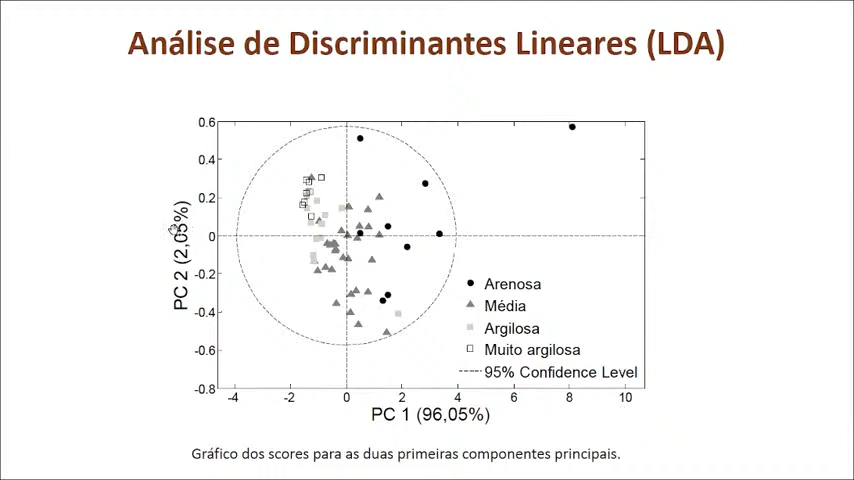 Análise de Discriminantes Lineares (LDA)
0.6
0.4
0.2
0
-0.2
-0.4
-0.6
-0.8
-4 -2 0 2 4 6 8 10
PC 2 (2,05%)
PC 1 (96,05%)
Arenosa
Média
Argilosa
Muito argilosa
95% Confidence Level
Gráfico dos scores para as duas primeiras componentes principais.